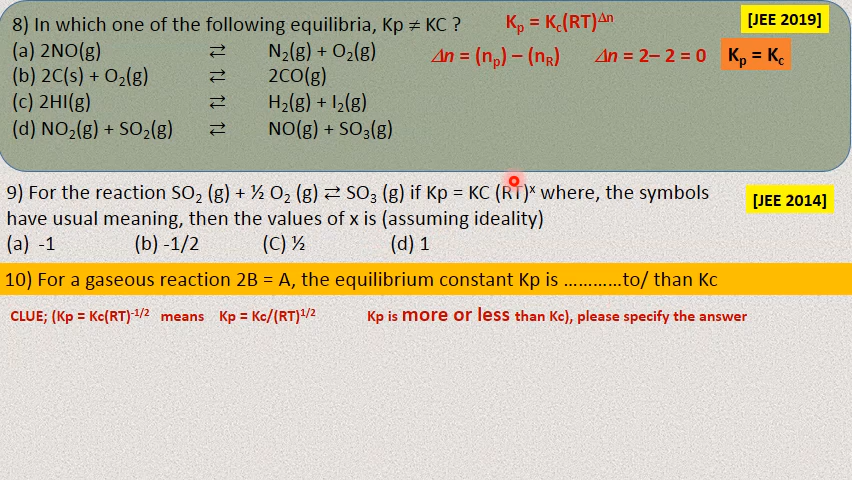 8) In which one of the following equilibria, Kp ≠ KC ?
Kₚ = K꜀(RT)^Δn
[JEE 2019]
(a) 2NO(g) ⇄ N₂(g) + O₂(g)
Δn = (nₚ) – (n_R) Δn = 2– 2 = 0 Kₚ = K꜀
(b) 2C(s) + O₂(g) ⇄ 2CO(g)
(c) 2HI(g) ⇄ H₂(g) + I₂(g)
(d) NO₂(g) + SO₂(g) ⇄ NO(g) + SO₃(g)
9) For the reaction SO₂ (g) + ½ O₂ (g) ⇄ SO₃ (g) if Kp = KC (RT)ˣ where, the symbols
have usual meaning, then the values of x is (assuming ideality)
[JEE 2014]
(a) -1 (b) -1/2 (C) ½ (d) 1
10) For a gaseous reaction 2B = A, the equilibrium constant Kp is …………to/ than Kc
CLUE; (Kp = Kc(RT)⁻¹/² means Kp = Kc/(RT)¹/² Kp is more or less than Kc), please specify the answer